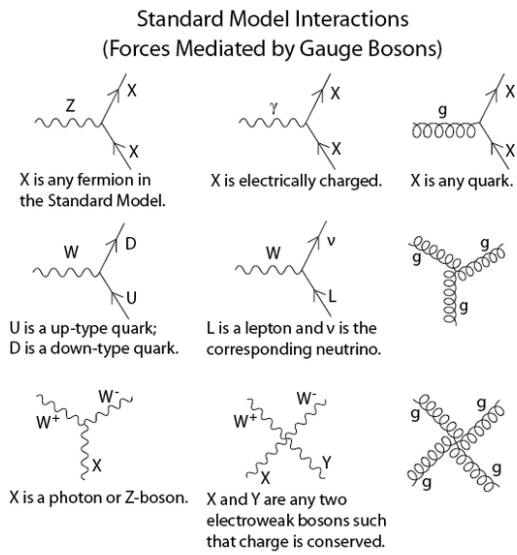 Standard Model Interactions
(Forces Mediated by Gauge Bosons)
Z
X
X
X is any fermion in
the Standard Model.
γ
X
X
X is electrically charged.
g
X
X
X is any quark.
W
D
U
U is a up-type quark;
D is a down-type quark.
W
ν
L
L is a lepton and ν is the
corresponding neutrino.
g
g
g
W⁺
W⁻
X
X is a photon or Z-boson.
W⁺
W⁻
X
Y
X and Y are any two
electroweak bosons such
that charge is conserved.
g
g
g
g